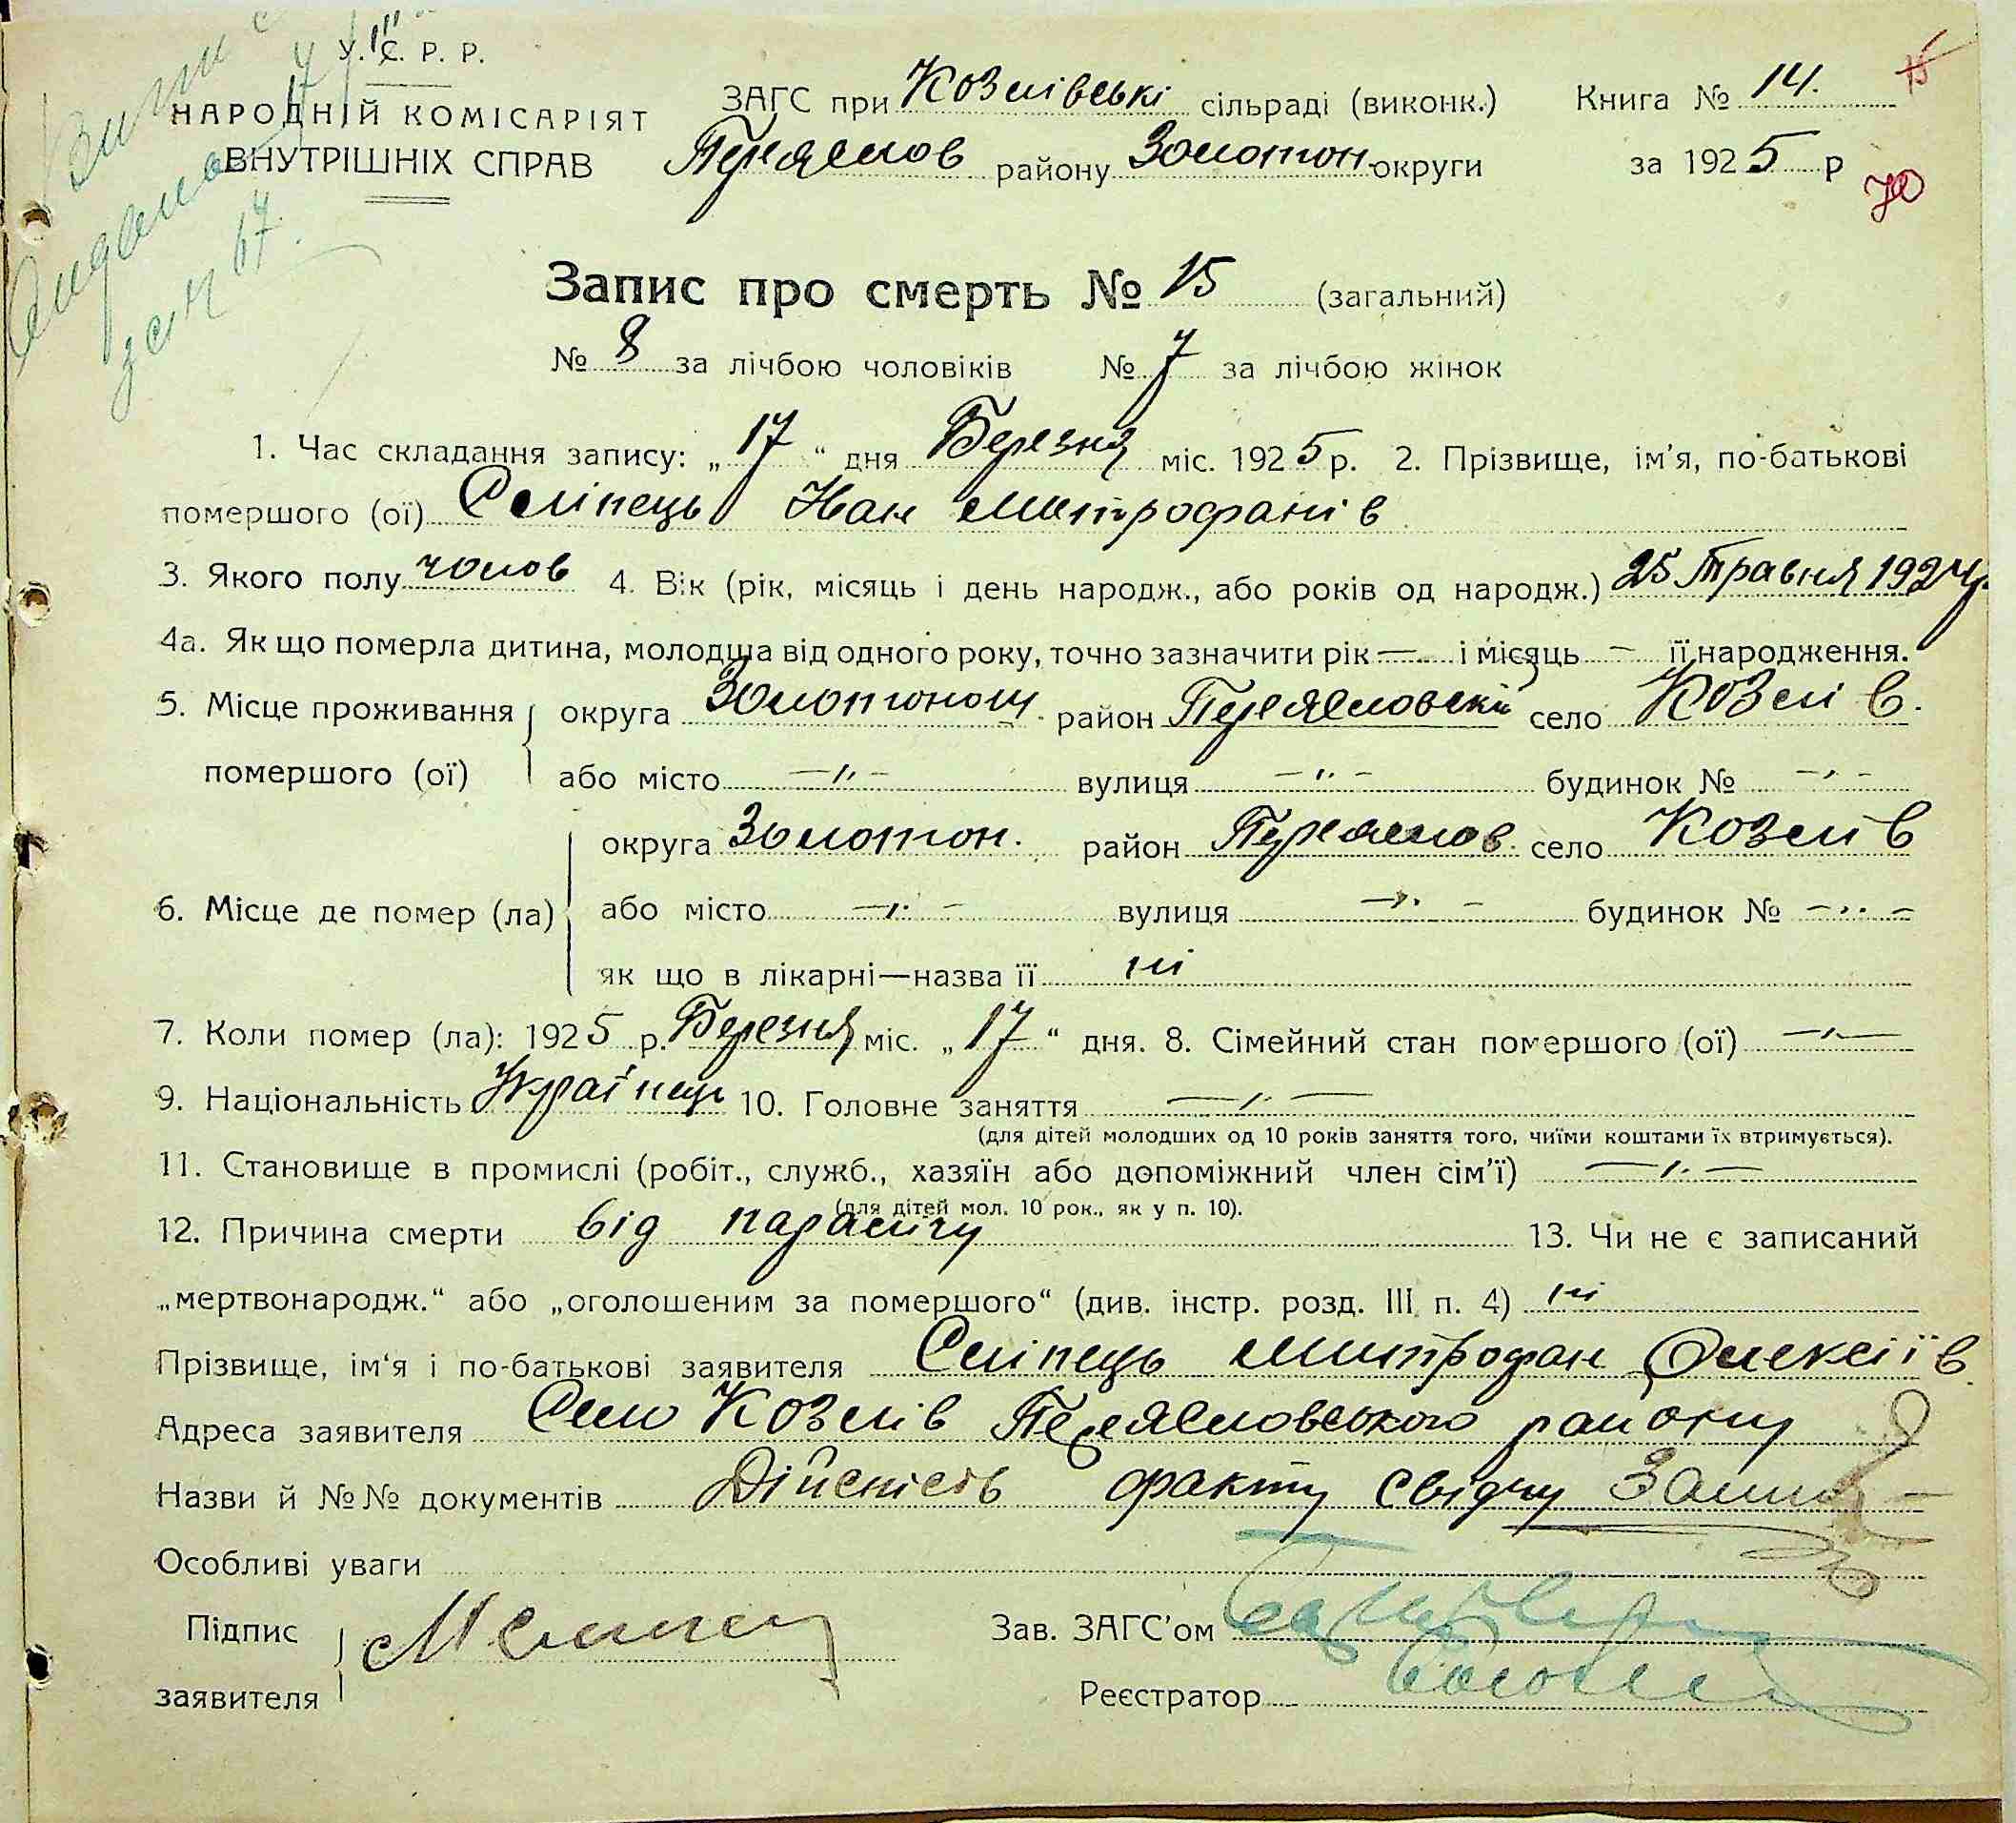 У.С.Р.Р.
НАРОДНІЙ КОМІСАРІЯТ
ВНУТРІШНІХ СПРАВ
ЗАГС при Козлівські сільраді (виконк.) Книга № 14.
Переяслов району Золотон. округи за 1925 р
15
70
Запис про смерть № 15 (загальний)
№ 8 за лічбою чоловіків № 7 за лічбою жінок
1. Час складання запису: „17“ дня Березня міс. 1925 р. 2. Прізвище, ім'я, по-батькові
помершого (ої) Сліпець Іван Митрофанів
3. Якого полу чолов 4. Вік (рік, місяць і день народж., або років од народж.) 25 Травня 1924р.
4а. Як що померла дитина, молодша від одного року, точно зазначити рік — і місяць — її народження.
5. Місце проживання округа Золотонош. район Переясловскій село Козлів.
помершого (ої) або місто —"— вулиця —"— будинок № —"—
округа Золотон. район Переяслов. село Козлів
6. Місце де помер (ла) або місто —"— вулиця —"— будинок № —"—
як що в лікарні—назва її ні
7. Коли помер (ла): 1925 р. Березня міс. „17“ дня. 8. Сімейний стан помершого (ої) —"—
9. Національність Українець 10. Головне заняття —"—
(для дітей молодших од 10 років заняття того, чиїми коштами їх втримується).
11. Становище в промислі (робіт., служб., хазяїн або допоміжний член сім'ї) —"—
(для дітей мол. 10 рок., як у п. 10).
12. Причина смерти від паралічу 13. Чи не є записаний
„мертвонародж.“ або „оголошеним за помершого“ (див. інстр. розд. III п. 4) ні
Прізвище, ім'я і по-батькові заявителя Сліпець Митрофан Олексіїв
Адреса заявителя Село Козлів Переясловського району
Назви й №№ документів Дійсність факту свідчу
Особливі уваги
Підпис
заявителя
Зав. ЗАГС'ом
Реєстратор